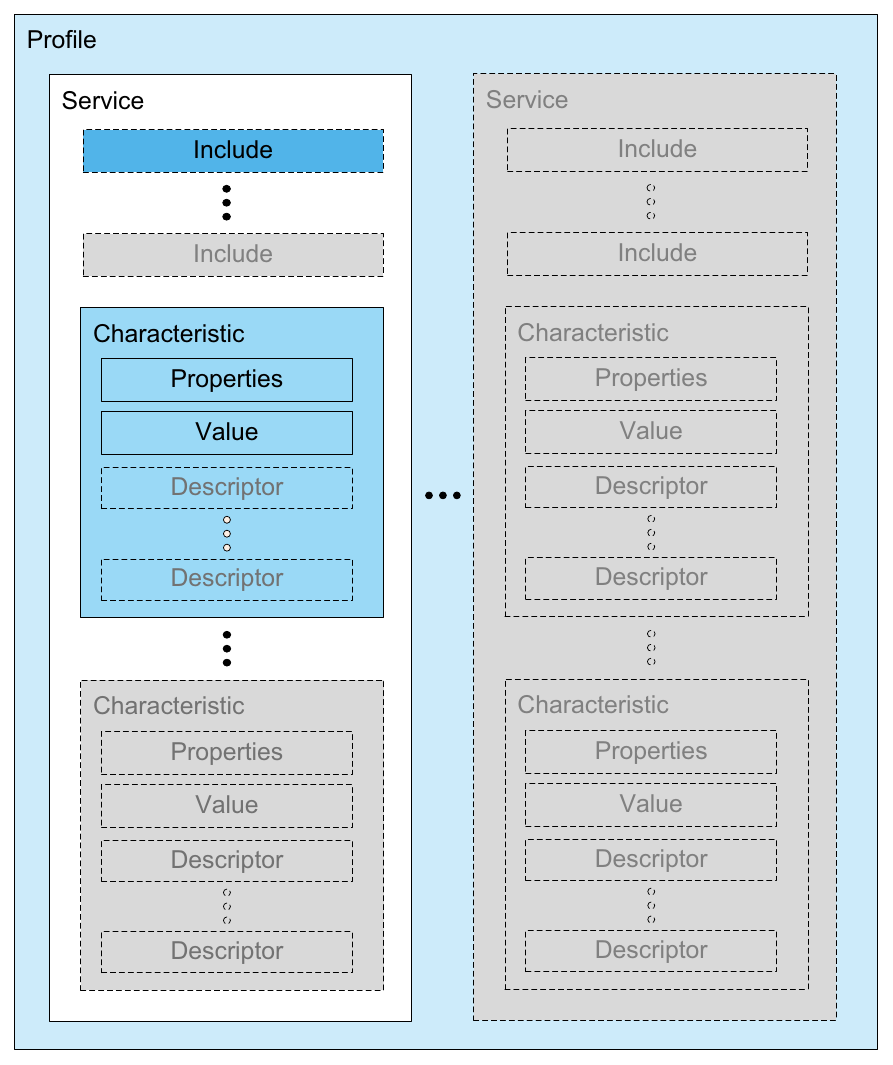 Profile
Service
Include
Include
Characteristic
Properties
Value
Descriptor
Descriptor
Characteristic
Properties
Value
Descriptor
Descriptor
Service
Include
Include
Characteristic
Properties
Value
Descriptor
Descriptor
Characteristic
Properties
Value
Descriptor
Descriptor